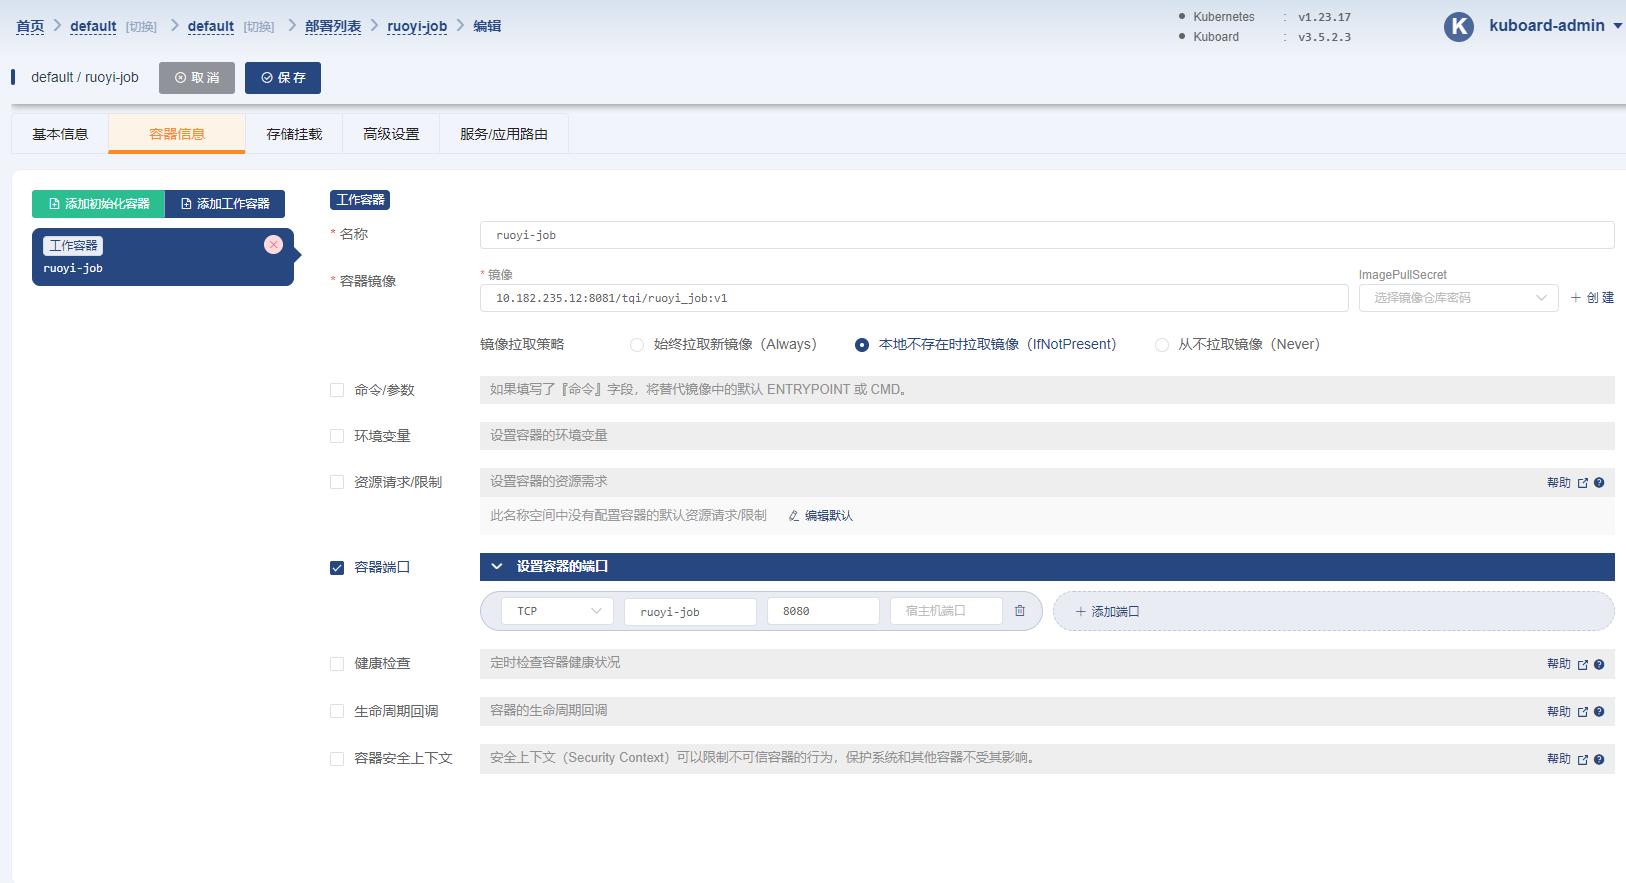 首页 default [切换] default [切换] 部署列表 ruoyi-job 编辑
Kubernetes : v1.23.17
Kuboard : v3.5.2.3
K kuboard-admin
default / ruoyi-job 取 消 保 存
基本信息 容器信息 存储挂载 高级设置 服务/应用路由
添加初始化容器 添加工作容器
工作容器
ruoyi-job
工作容器
* 名称 ruoyi-job
* 容器镜像
* 镜像 ImagePullSecret
10.182.235.12:8081/tqi/ruoyi_job:v1 选择镜像仓库密码 创 建
镜像拉取策略 始终拉取新镜像（Always） 本地不存在时拉取镜像（IfNotPresent） 从不拉取镜像（Never）
命令/参数 如果填写了『命令』字段，将替代镜像中的默认 ENTRYPOINT 或 CMD。
环境变量 设置容器的环境变量
资源请求/限制 设置容器的资源需求 帮助
此名称空间中没有配置容器的默认资源请求/限制 编辑默认
容器端口 设置容器的端口
TCP ruoyi-job 8080 宿主机端口 添加端口
健康检查 定时检查容器健康状况 帮助
生命周期回调 容器的生命周期回调 帮助
容器安全上下文 安全上下文（Security Context）可以限制不可信容器的行为，保护系统和其他容器不受其影响。 帮助